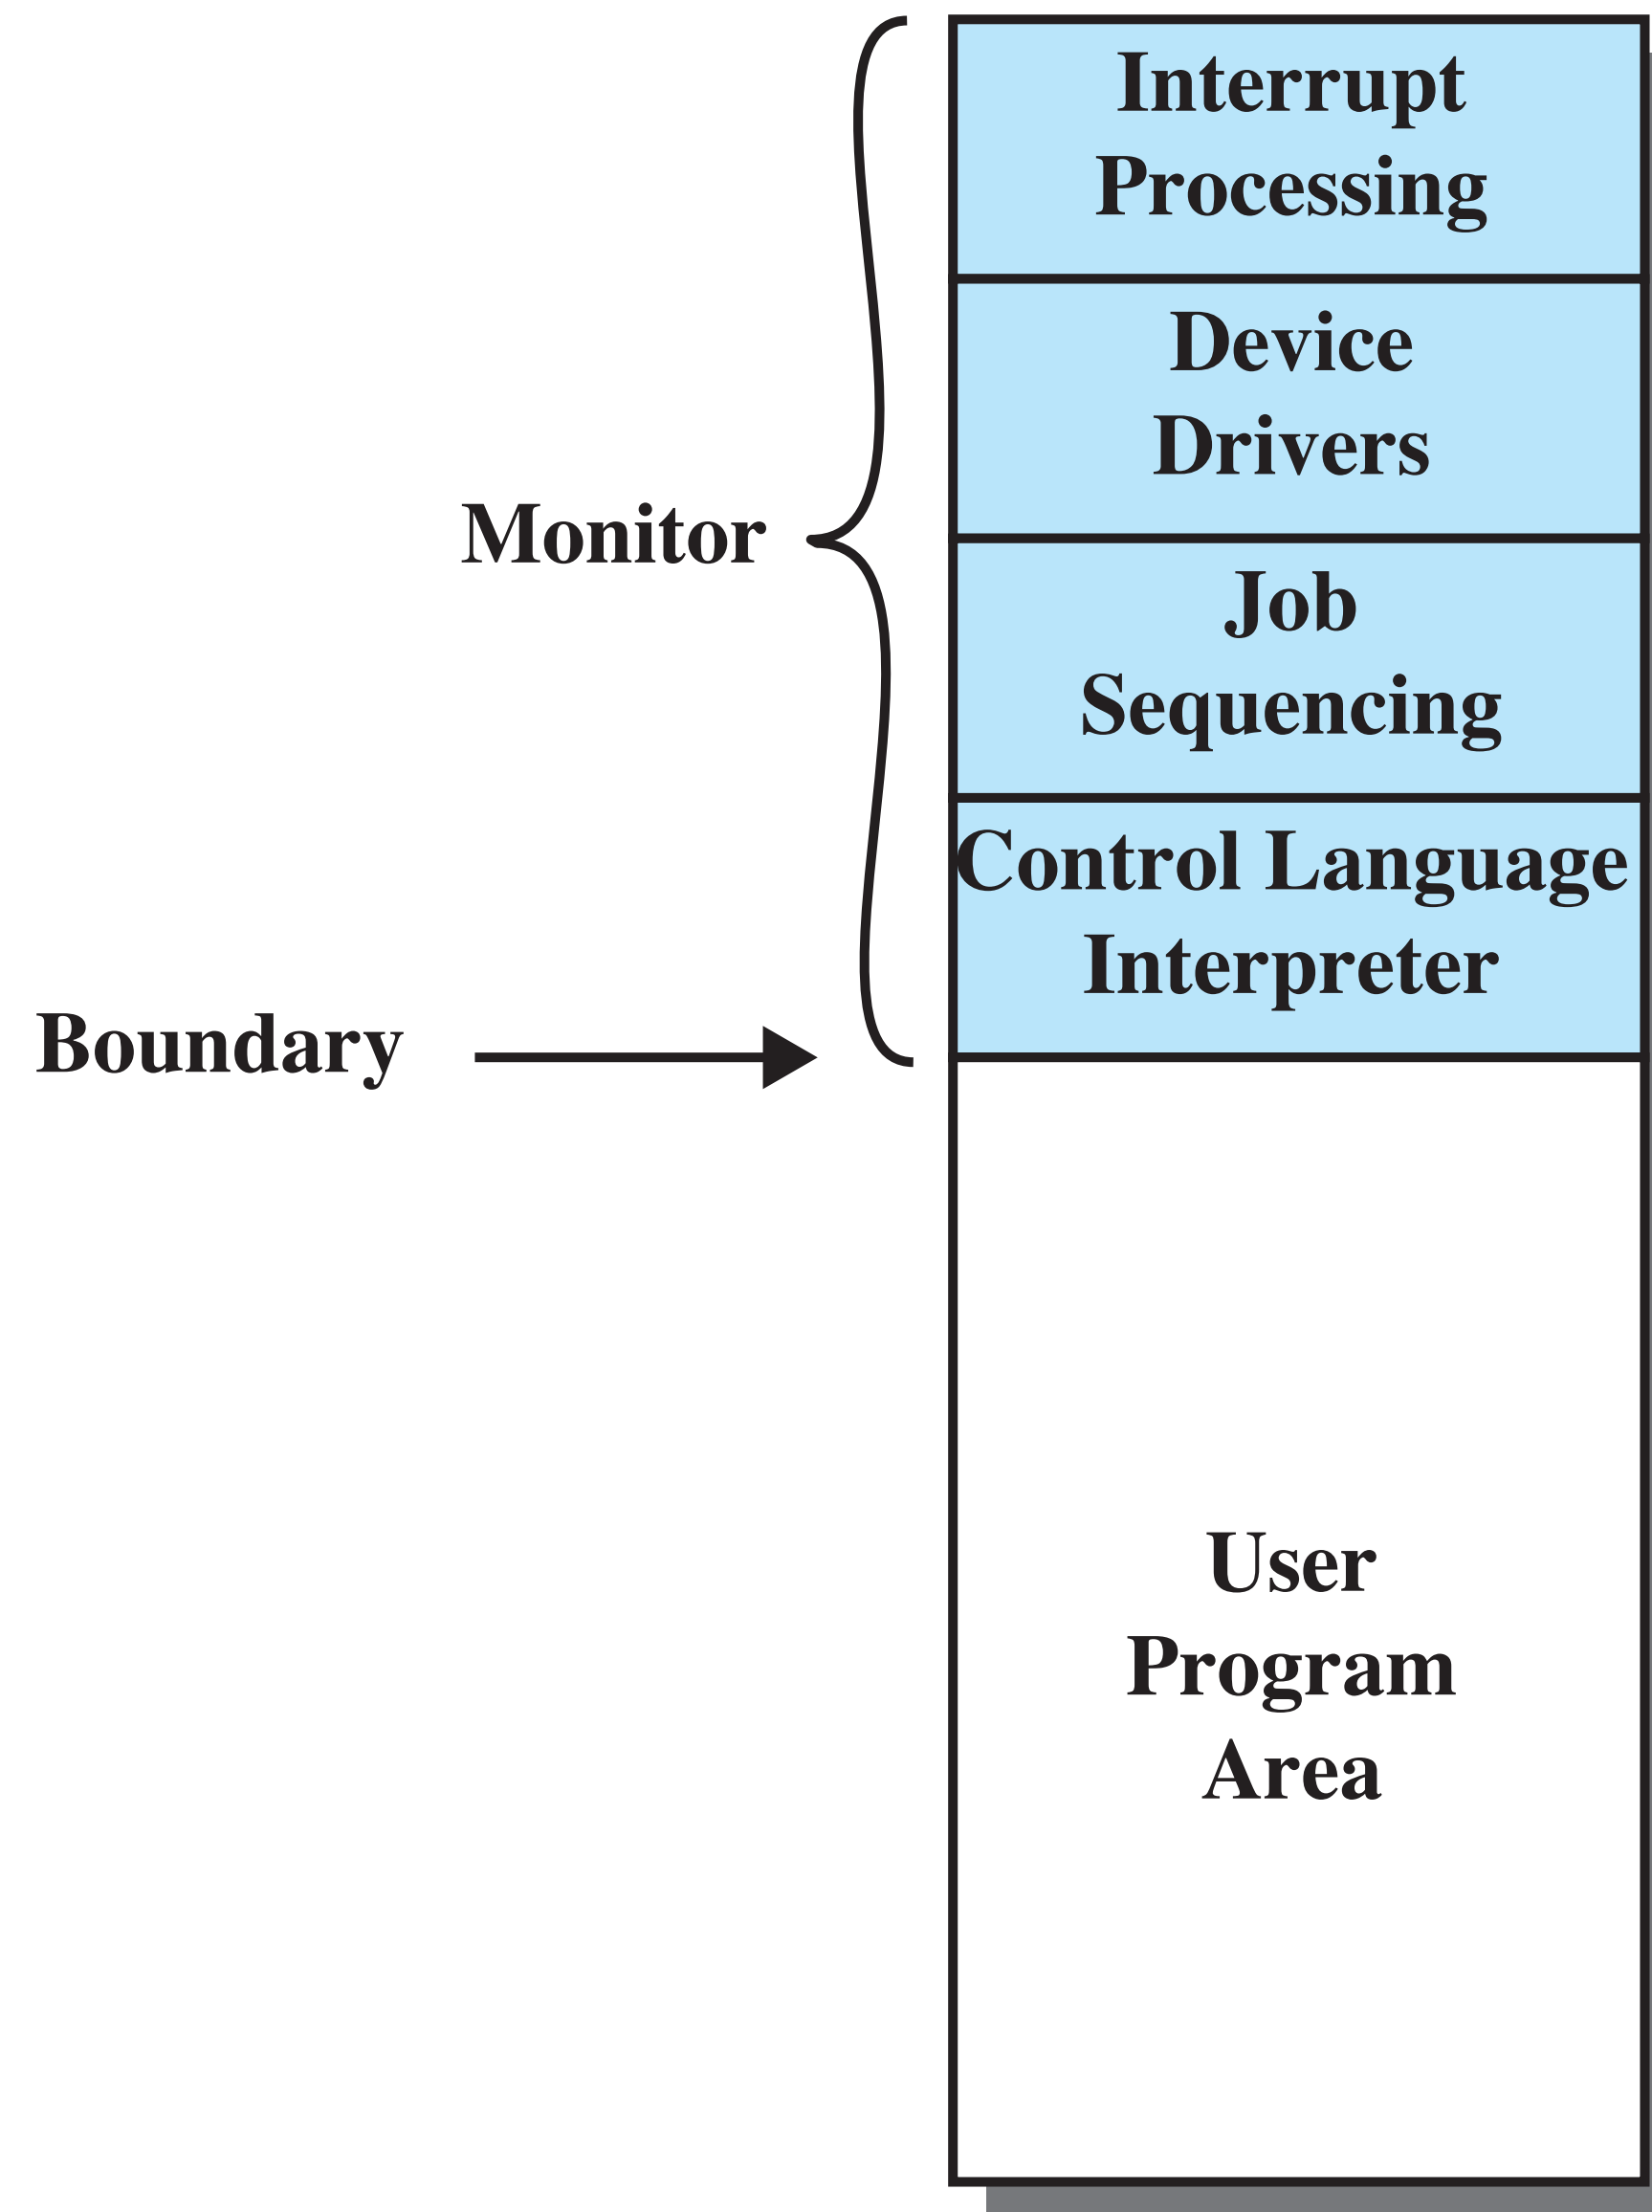 Interrupt
Processing
Device
Drivers
Monitor
Job
Sequencing
Control Language
Interpreter
Boundary
User
Program
Area